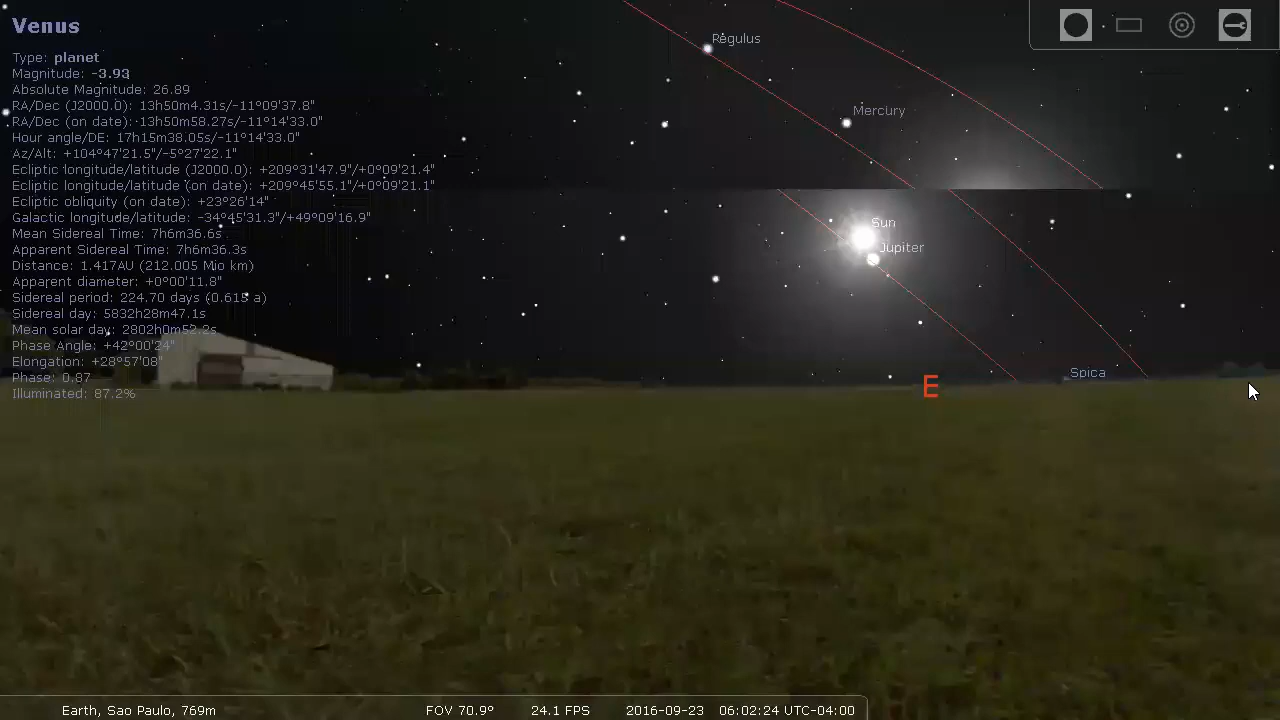 Venus
Type: planet
Magnitude: -3.93
Absolute Magnitude: 26.89
RA/Dec (J2000.0): 13h50m4.31s/-11°09'37.8"
RA/Dec (on date): 13h50m58.27s/-11°14'33.0"
Hour angle/DE: 17h15m38.05s/-11°14'33.0"
Az/Alt: +104°47'21.5"/-5°27'22.1"
Ecliptic longitude/latitude (J2000.0): +209°31'47.9"/+0°09'21.4"
Ecliptic longitude/latitude (on date): +209°45'55.1"/+0°09'21.1"
Ecliptic obliquity (on date): +23°26'14"
Galactic longitude/latitude: -34°45'31.3"/+49°09'16.9"
Mean Sidereal Time: 7h6m36.6s
Apparent Sidereal Time: 7h6m36.3s
Distance: 1.417AU (212.005 Mio km)
Apparent diameter: +0°00'11.8"
Sidereal period: 224.70 days (0.615 a)
Sidereal day: 5832h28m47.1s
Mean solar day: 2802h0m52.2s
Phase Angle: +42°00'24"
Elongation: +28°57'08"
Phase: 0.87
Illuminated: 87.2%
Regulus
Mercury
Sun
Jupiter
Spica
E
Earth, Sao Paulo, 769m FOV 70.9° 24.1 FPS 2016-09-23 06:02:24 UTC-04:00